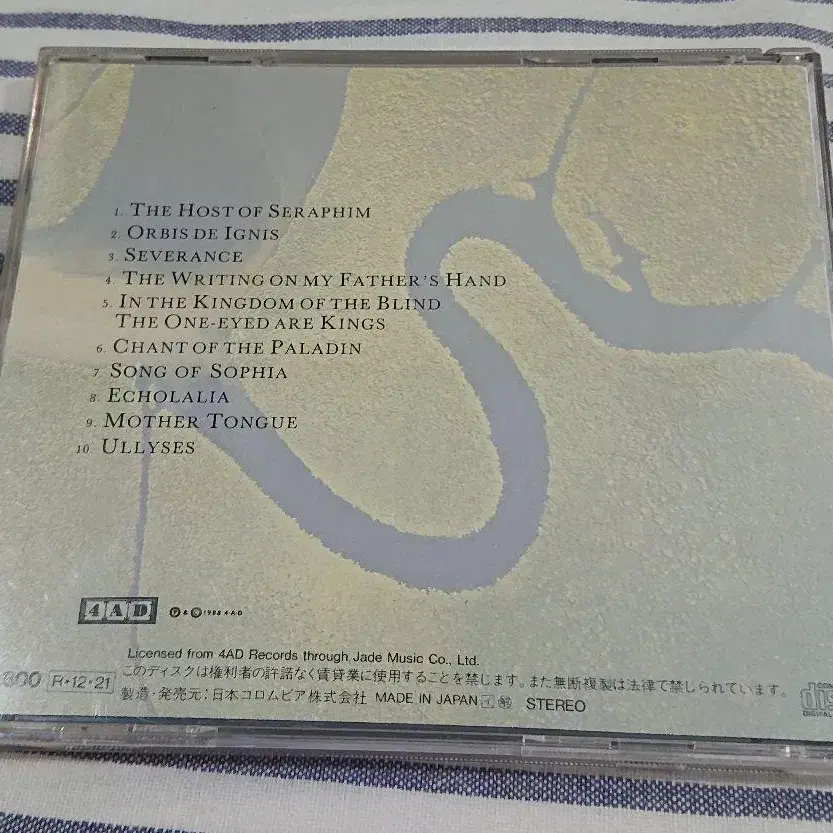 1. THE HOST OF SERAPHIM
2. ORBIS DE IGNIS
3. SEVERANCE
4. THE WRITING ON MY FATHER'S HAND
5. IN THE KINGDOM OF THE BLIND
THE ONE-EYED ARE KINGS
6. CHANT OF THE PALADIN
7. SONG OF SOPHIA
8. ECHOLALIA
9. MOTHER TONGUE
10. ULLYSES
4AD ℗ & © 1988 4·A·D
Licensed from 4AD Records through Jade Music Co., Ltd.
R・12・21 このディスクは権利者の許諾なく賃貸業に使用することを禁じます。また無断複製は法律で禁じられています。
製造・発売元：日本コロムビア株式会社 MADE IN JAPAN STEREO